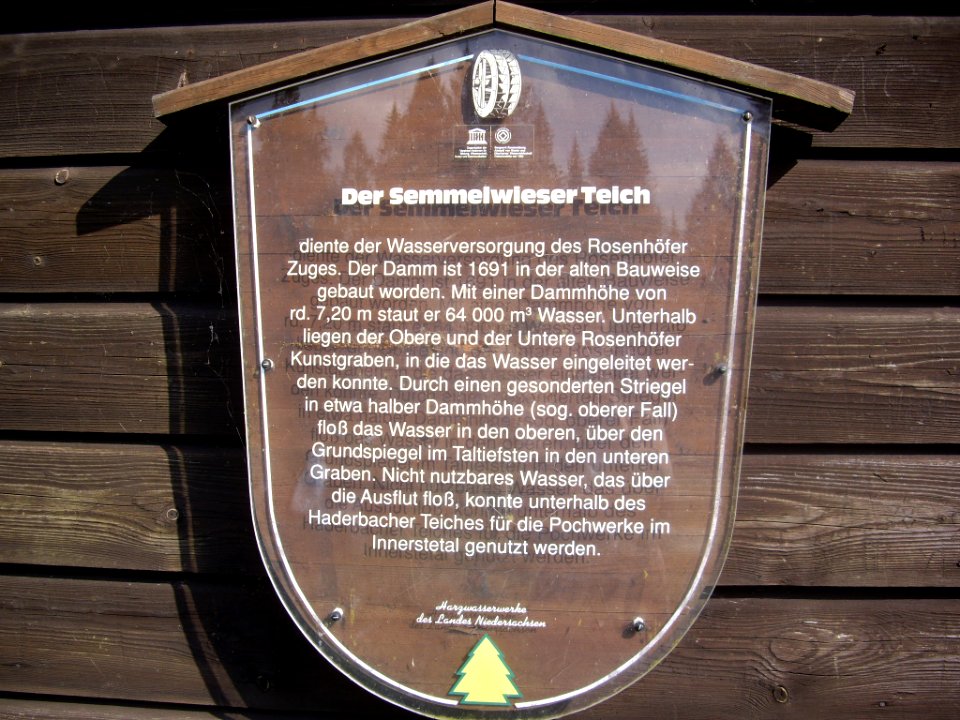 Der Semmelwieser Teich
diente der Wasserversorgung des Rosenhöfer
Zuges. Der Damm ist 1691 in der alten Bauweise
gebaut worden. Mit einer Dammhöhe von
rd. 7,20 m staut er 64 000 m³ Wasser. Unterhalb
liegen der Obere und der Untere Rosenhöfer
Kunstgraben, in die das Wasser eingeleitet wer-
den konnte. Durch einen gesonderten Striegel
in etwa halber Dammhöhe (sog. oberer Fall)
floß das Wasser in den oberen, über den
Grundspiegel im Taltiefsten in den unteren
Graben. Nicht nutzbares Wasser, das über
die Ausflut floß, konnte unterhalb des
Haderbacher Teiches für die Pochwerke im
Innerstetal genutzt werden.
Harzwasserwerke
des Landes Niedersachsen